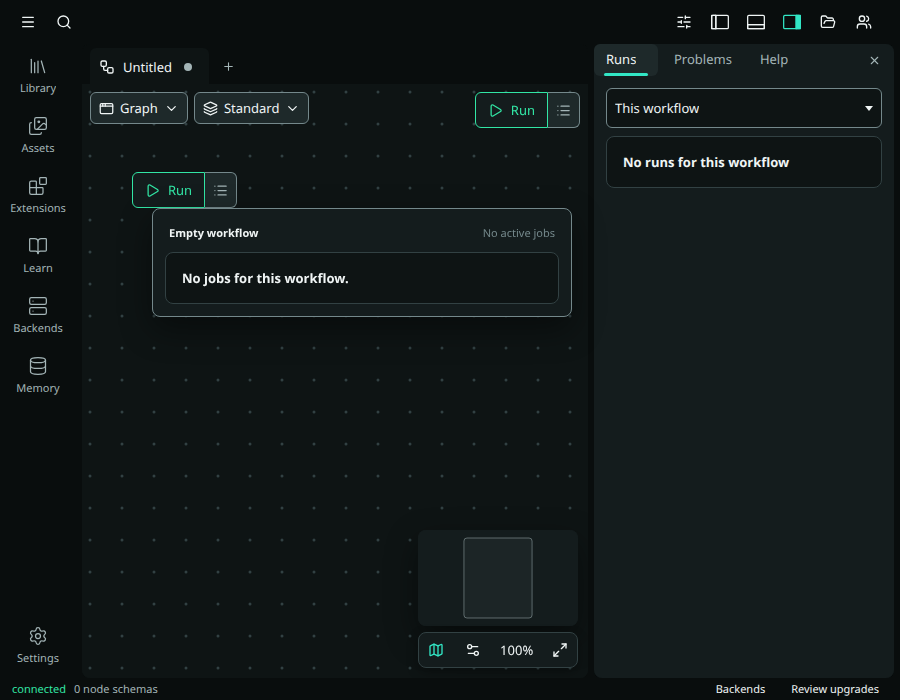 Untitled
Runs
Problems
Help
Library
Assets
Extensions
Learn
Backends
Memory
Settings
Graph
Standard
Run
Run
Empty workflow
No active jobs
No jobs for this workflow.
This workflow
No runs for this workflow
100%
connected
0 node schemas
Backends
Review upgrades